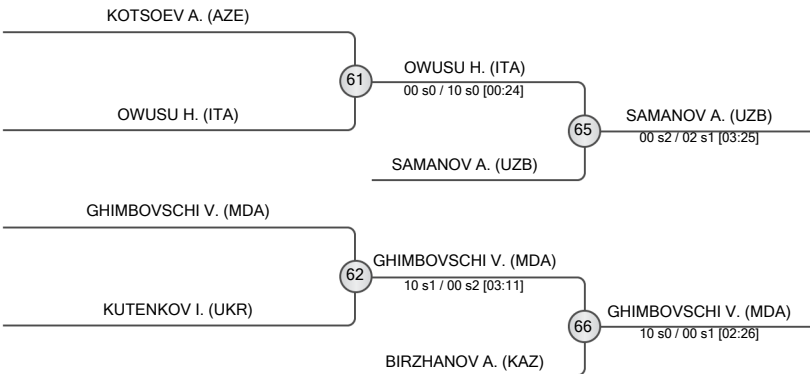 KOTSOEV A. (AZE)
61
OWUSU H. (ITA)
00 s0 / 10 s0 [00:24]
OWUSU H. (ITA)
65
SAMANOV A. (UZB)
00 s2 / 02 s1 [03:25]
SAMANOV A. (UZB)
GHIMBOVSCHI V. (MDA)
62
GHIMBOVSCHI V. (MDA)
10 s1 / 00 s2 [03:11]
KUTENKOV I. (UKR)
66
GHIMBOVSCHI V. (MDA)
10 s0 / 00 s1 [02:26]
BIRZHANOV A. (KAZ)